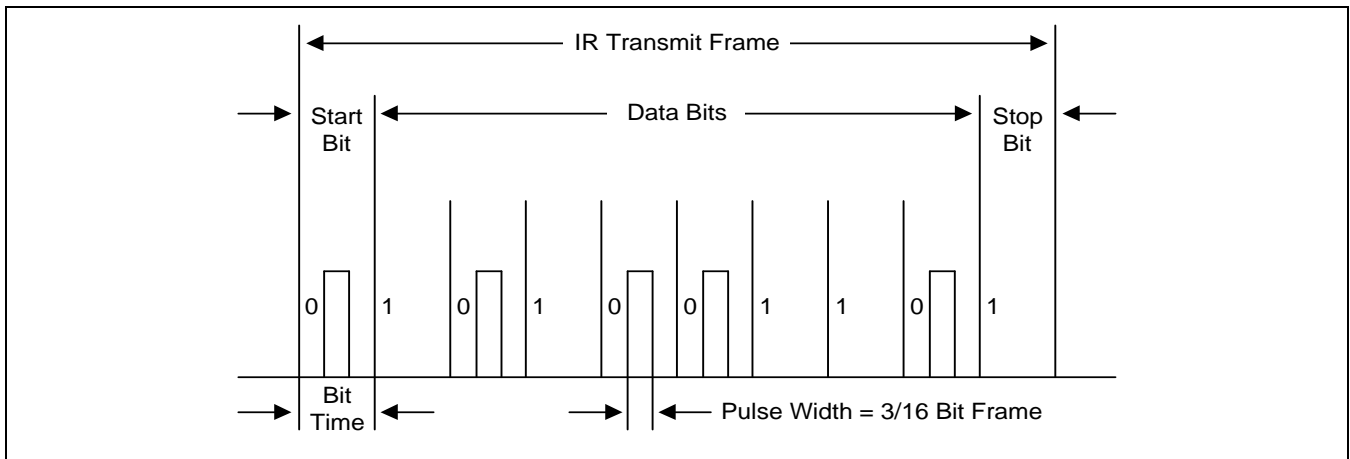 IR Transmit Frame
Start Bit
Data Bits
Stop Bit
0 1 0 1 0 0 1 1 0 1
Bit Time
Pulse Width = 3/16 Bit Frame